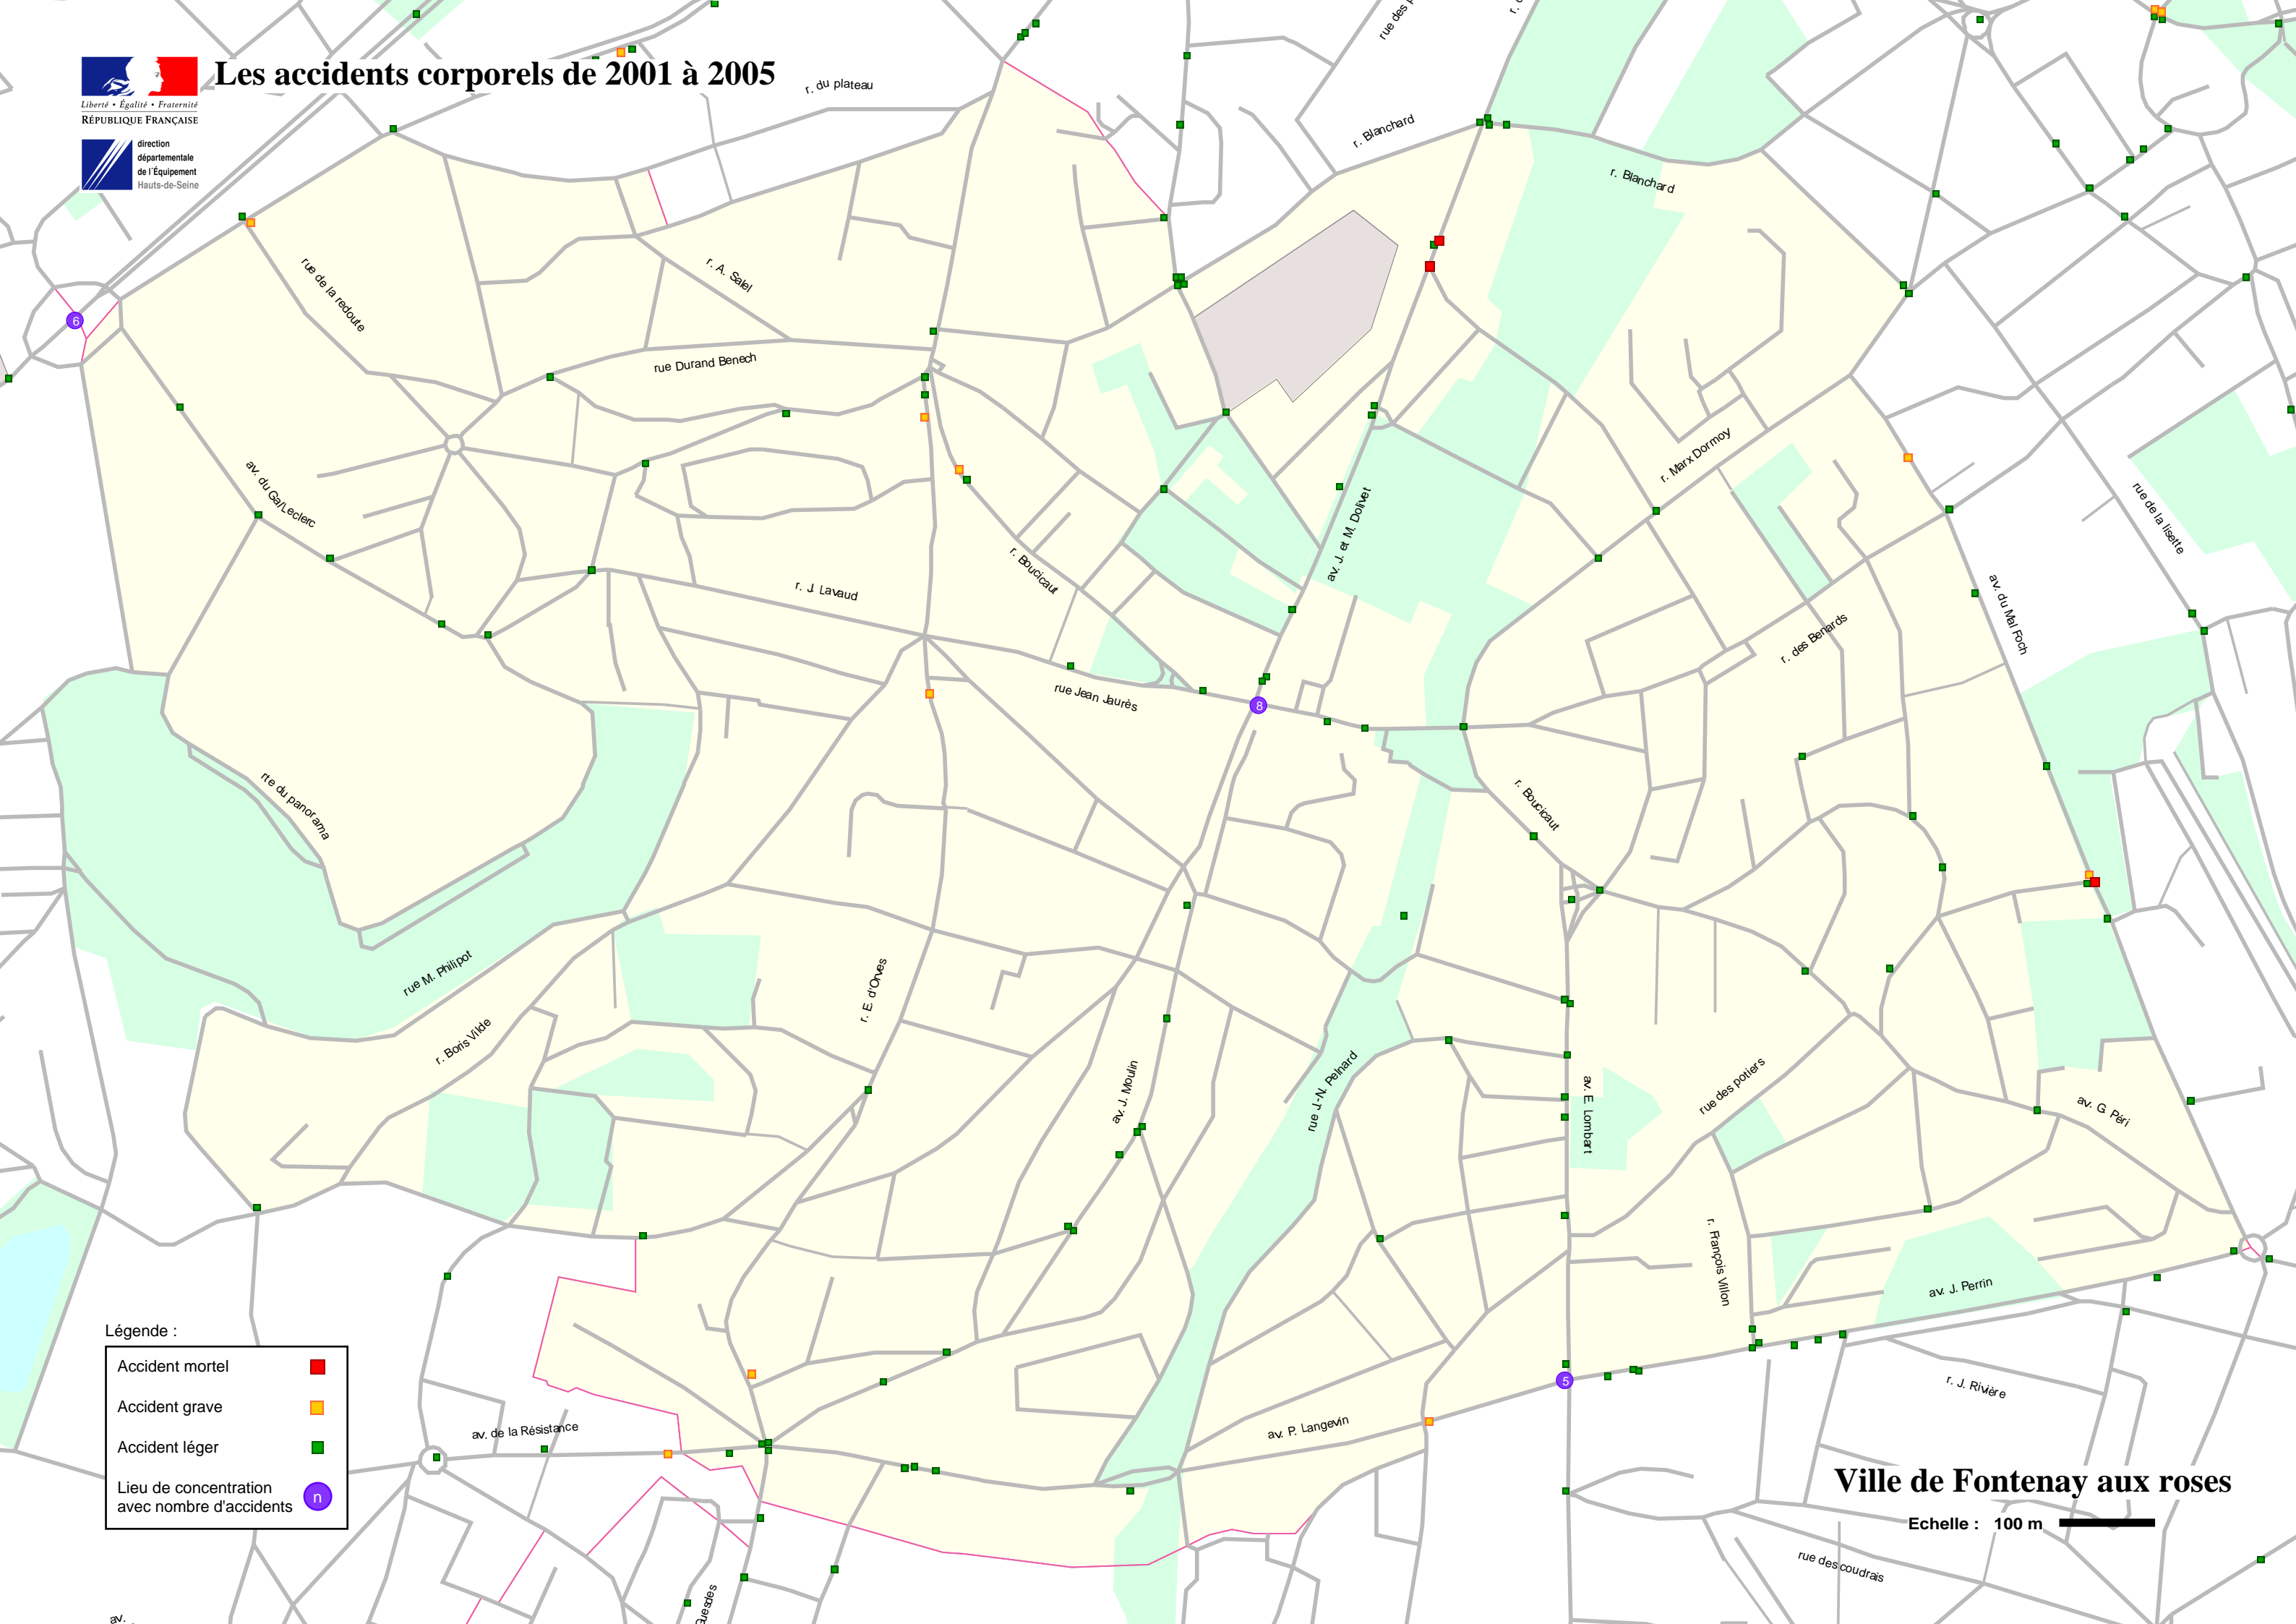 Les accidents corporels de 2001 à 2005
Liberté • Égalité • Fraternité
RÉPUBLIQUE FRANÇAISE
direction
départementale
de l'Équipement
Hauts-de-Seine
r. du plateau
r. Blanchard
r. Blanchard
rue de la redoute
r. A. Salel
6
rue Durand Benech
av. du Gal Leclerc
r. Marx Dormoy
rue de la lisette
av. J. et M. Dolivet
r. Boucicaut
r. J. Lavaud
av. du Mal Foch
r. des Benards
rue Jean Jaurès
8
rte du panorama
r. Boucicaut
rue M. Philipot
r. E. d'Orves
r. Boris Vilde
av. J. Moulin
rue J.-N. Pelnard
av. E. Lombart
rue des potiers
av. G. Péri
r. François Villon
av. J. Perrin
r. J. Rivière
5
av. P. Langevin
av. de la Résistance
Légende :
Accident mortel
Accident grave
Accident léger
Lieu de concentration
avec nombre d'accidents
n
Ville de Fontenay aux roses
Echelle : 100 m
rue des coudrais
av.